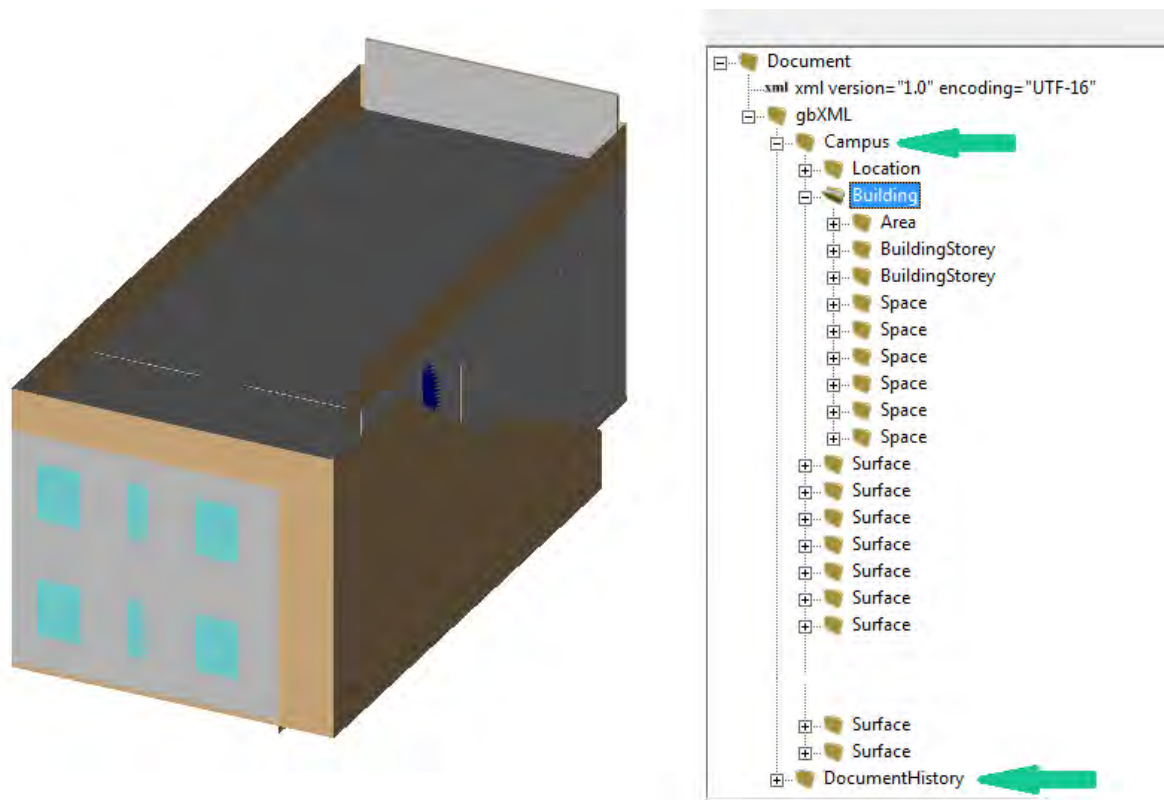 Document
xml xml version="1.0" encoding="UTF-16"
gbXML
Campus
Location
Building
Area
BuildingStorey
BuildingStorey
Space
Space
Space
Space
Space
Space
Surface
Surface
Surface
Surface
Surface
Surface
Surface
Surface
Surface
DocumentHistory